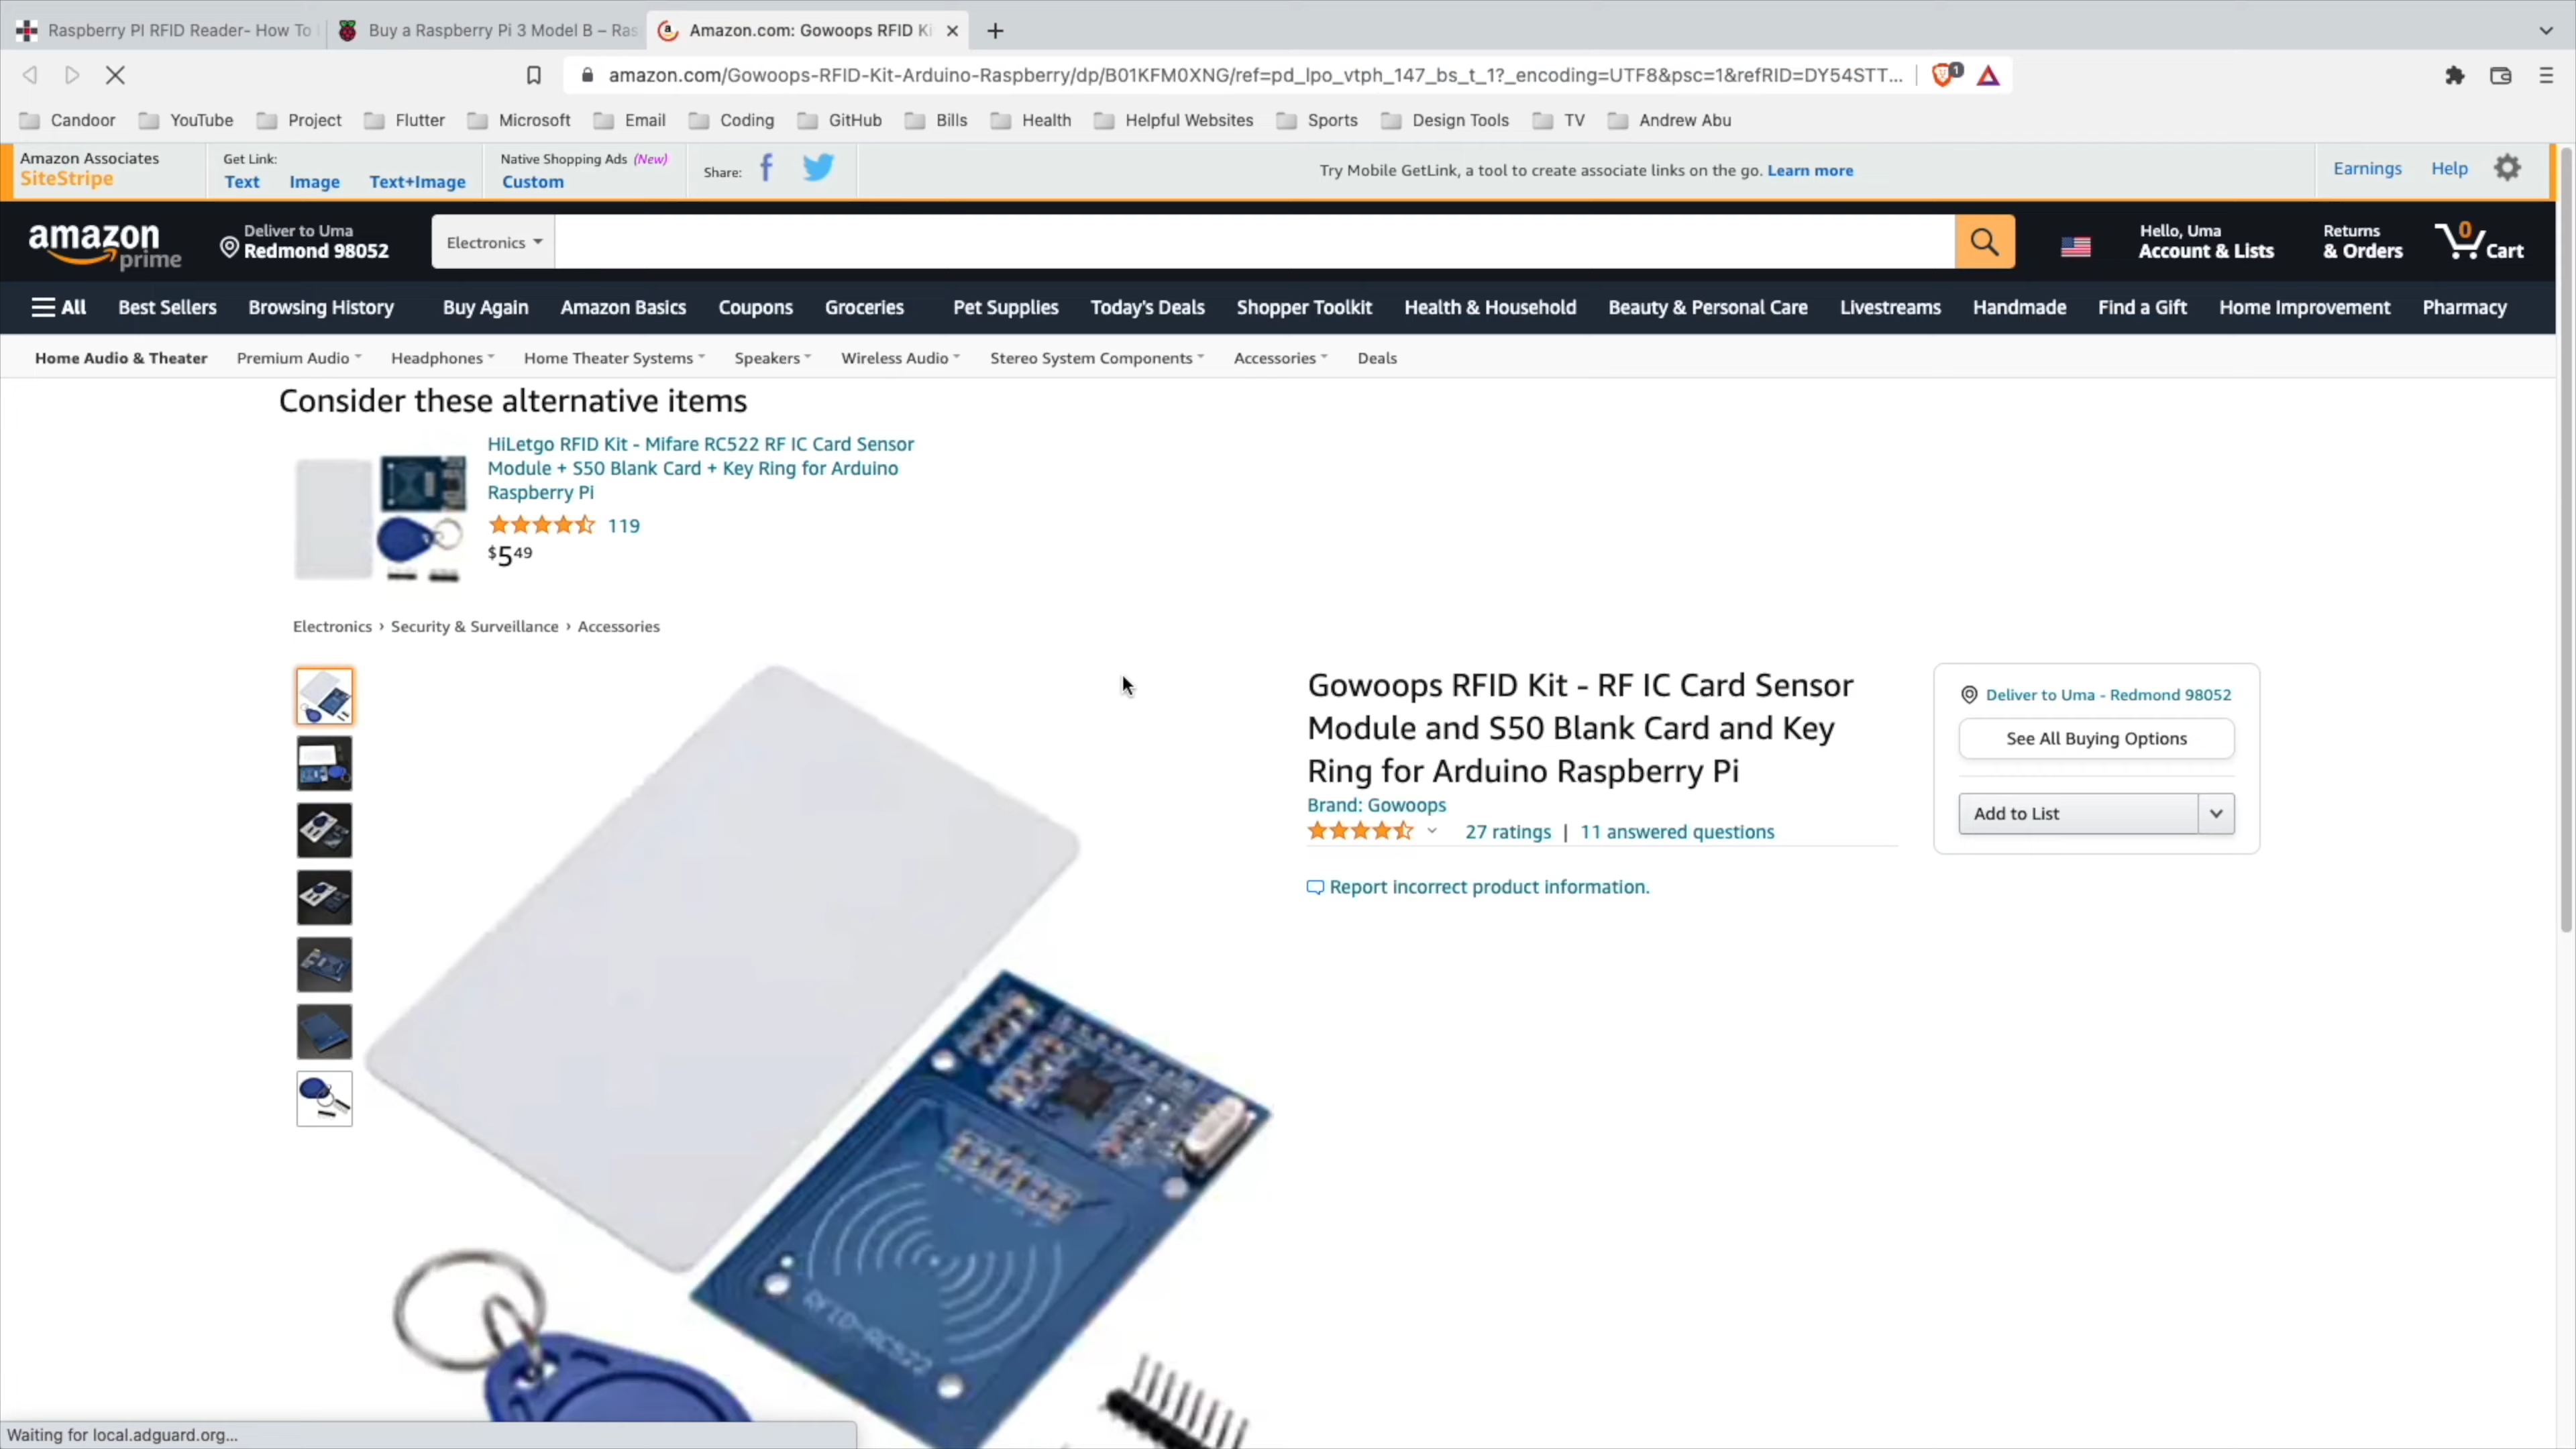 Raspberry PI RFID Reader- How To
Buy a Raspberry Pi 3 Model B – Ras
Amazon.com: Gowoops RFID Ki
amazon.com/Gowoops-RFID-Kit-Arduino-Raspberry/dp/B01KFM0XNG/ref=pd_lpo_vtph_147_bs_t_1?_encoding=UTF8&psc=1&refRID=DY54STT...
1
Candoor YouTube Project Flutter Microsoft Email Coding GitHub Bills Health Helpful Websites Sports Design Tools TV Andrew Abu
Amazon Associates
SiteStripe
Get Link:
Text Image Text+Image
Native Shopping Ads (New)
Custom
Share:
Try Mobile GetLink, a tool to create associate links on the go. Learn more
Earnings Help
amazon
prime
Deliver to Uma
Redmond 98052
Electronics
Hello, Uma
Account & Lists
Returns
& Orders
0
Cart
All Best Sellers Browsing History Buy Again Amazon Basics Coupons Groceries Pet Supplies Today's Deals Shopper Toolkit Health & Household Beauty & Personal Care Livestreams Handmade Find a Gift Home Improvement Pharmacy
Home Audio & Theater Premium Audio Headphones Home Theater Systems Speakers Wireless Audio Stereo System Components Accessories Deals
Consider these alternative items
HiLetgo RFID Kit - Mifare RC522 RF IC Card Sensor
Module + S50 Blank Card + Key Ring for Arduino
Raspberry Pi
119
$5 49
Electronics › Security & Surveillance › Accessories
Gowoops RFID Kit - RF IC Card Sensor
Module and S50 Blank Card and Key
Ring for Arduino Raspberry Pi
Brand: Gowoops
27 ratings | 11 answered questions
Report incorrect product information.
Deliver to Uma - Redmond 98052
See All Buying Options
Add to List
RFID-RC522
Waiting for local.adguard.org...